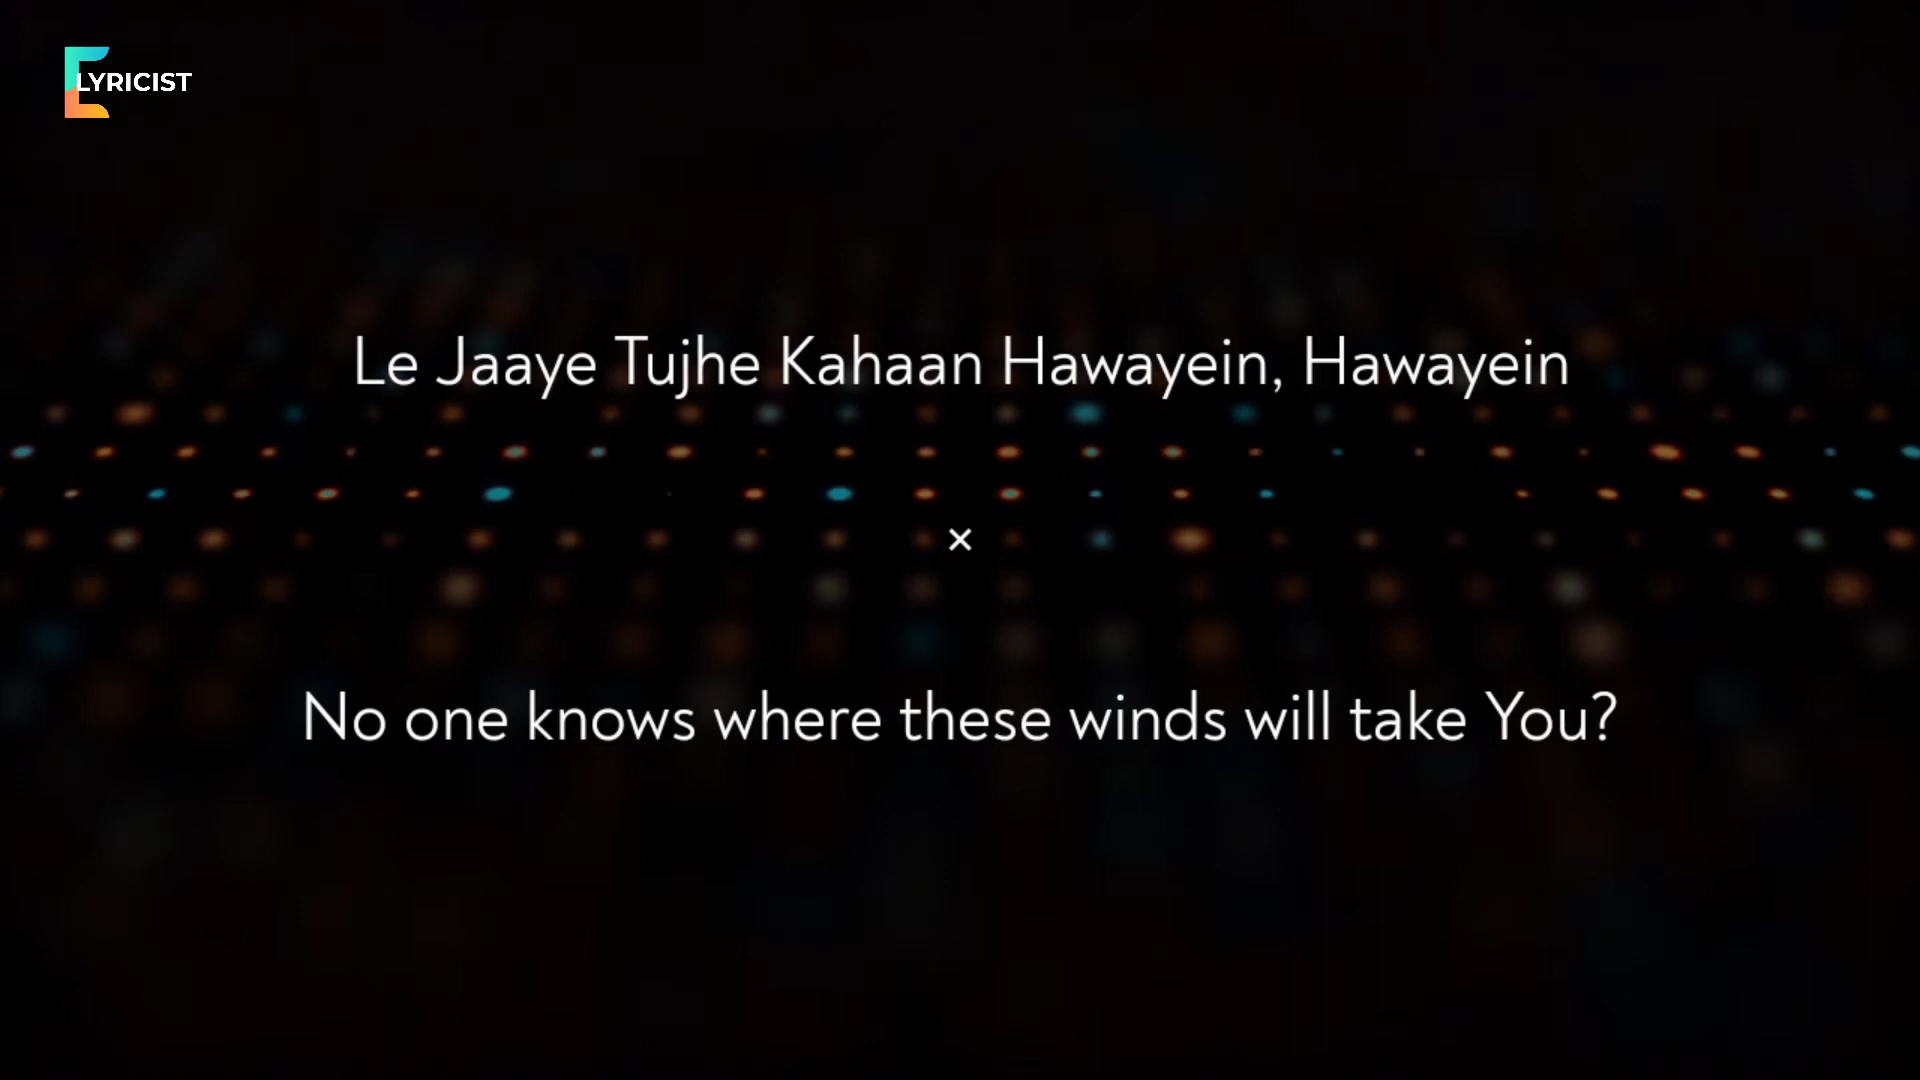 LYRICIST
Le Jaaye Tujhe Kahaan Hawayein, Hawayein
×
No one knows where these winds will take You?